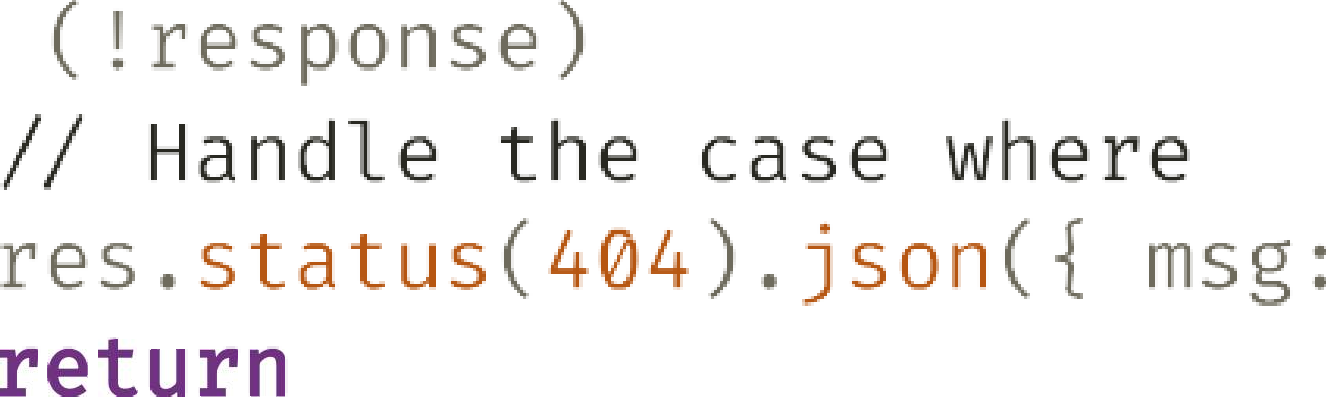 (!response)
// Handle the case where
res.status(404).json({ msg:
return